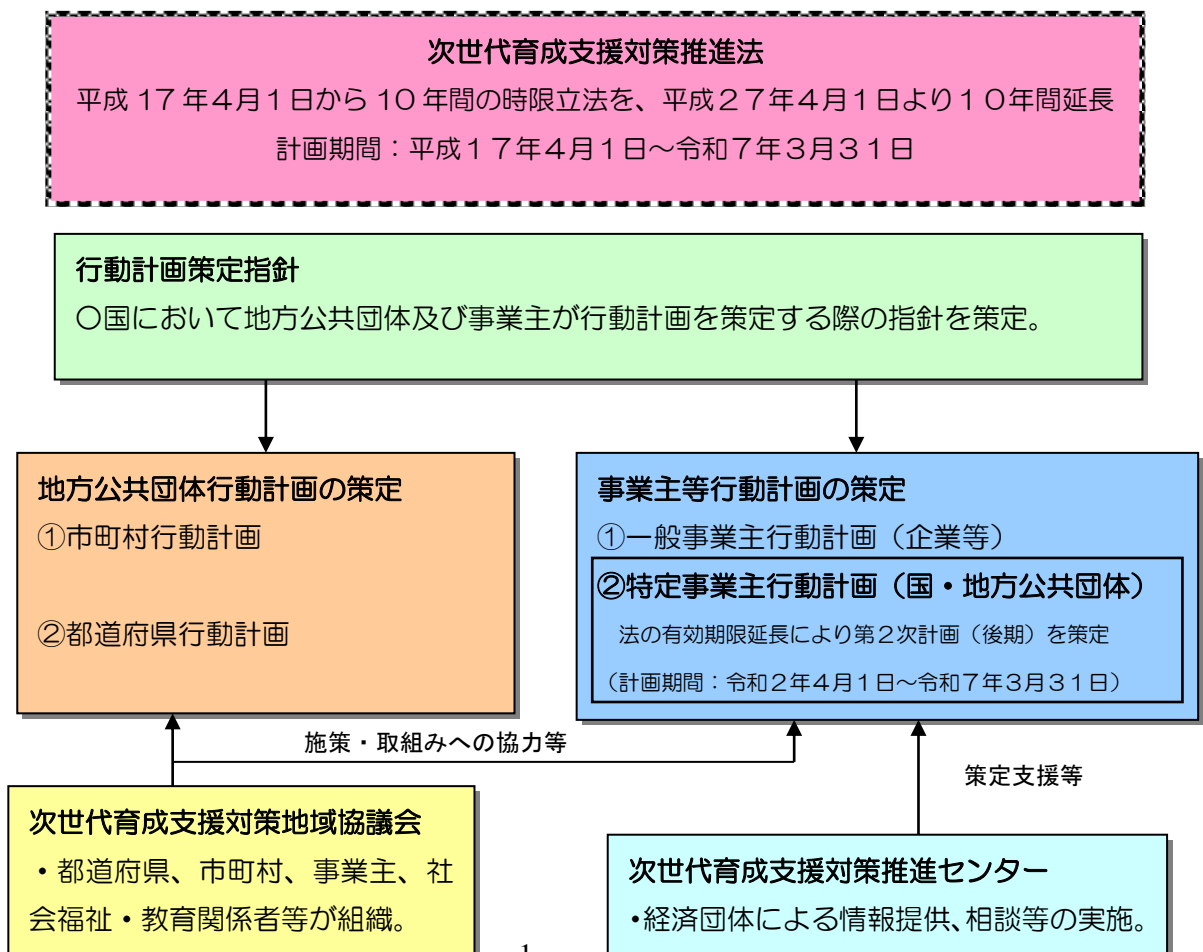 次世代育成支援対策推進法
平成17年4月1日から10年間の時限立法を、平成27年4月1日より10年間延長
計画期間:平成17年4月1日~令和7年3月31日
行動計画策定指針
〇国において地方公共団体及び事業主が行動計画を策定する際の指針を策定。
地方公共団体行動計画の策定
①市町村行動計画
②都道府県行動計画
事業主等行動計画の策定
①一般事業主行動計画(企業等)
②特定事業主行動計画(国・地方公共団体)
法の有効期限延長により第2次計画(後期)を策定
(計画期間:令和2年4月1日~令和7年3月31日)
施策・取組みへの協力等
策定支援等
次世代育成支援対策地域協議会
・都道府県、市町村、事業主、社
会福祉・教育関係者等が組織。
次世代育成支援対策推進センター
・経済団体による情報提供、相談等の実施。